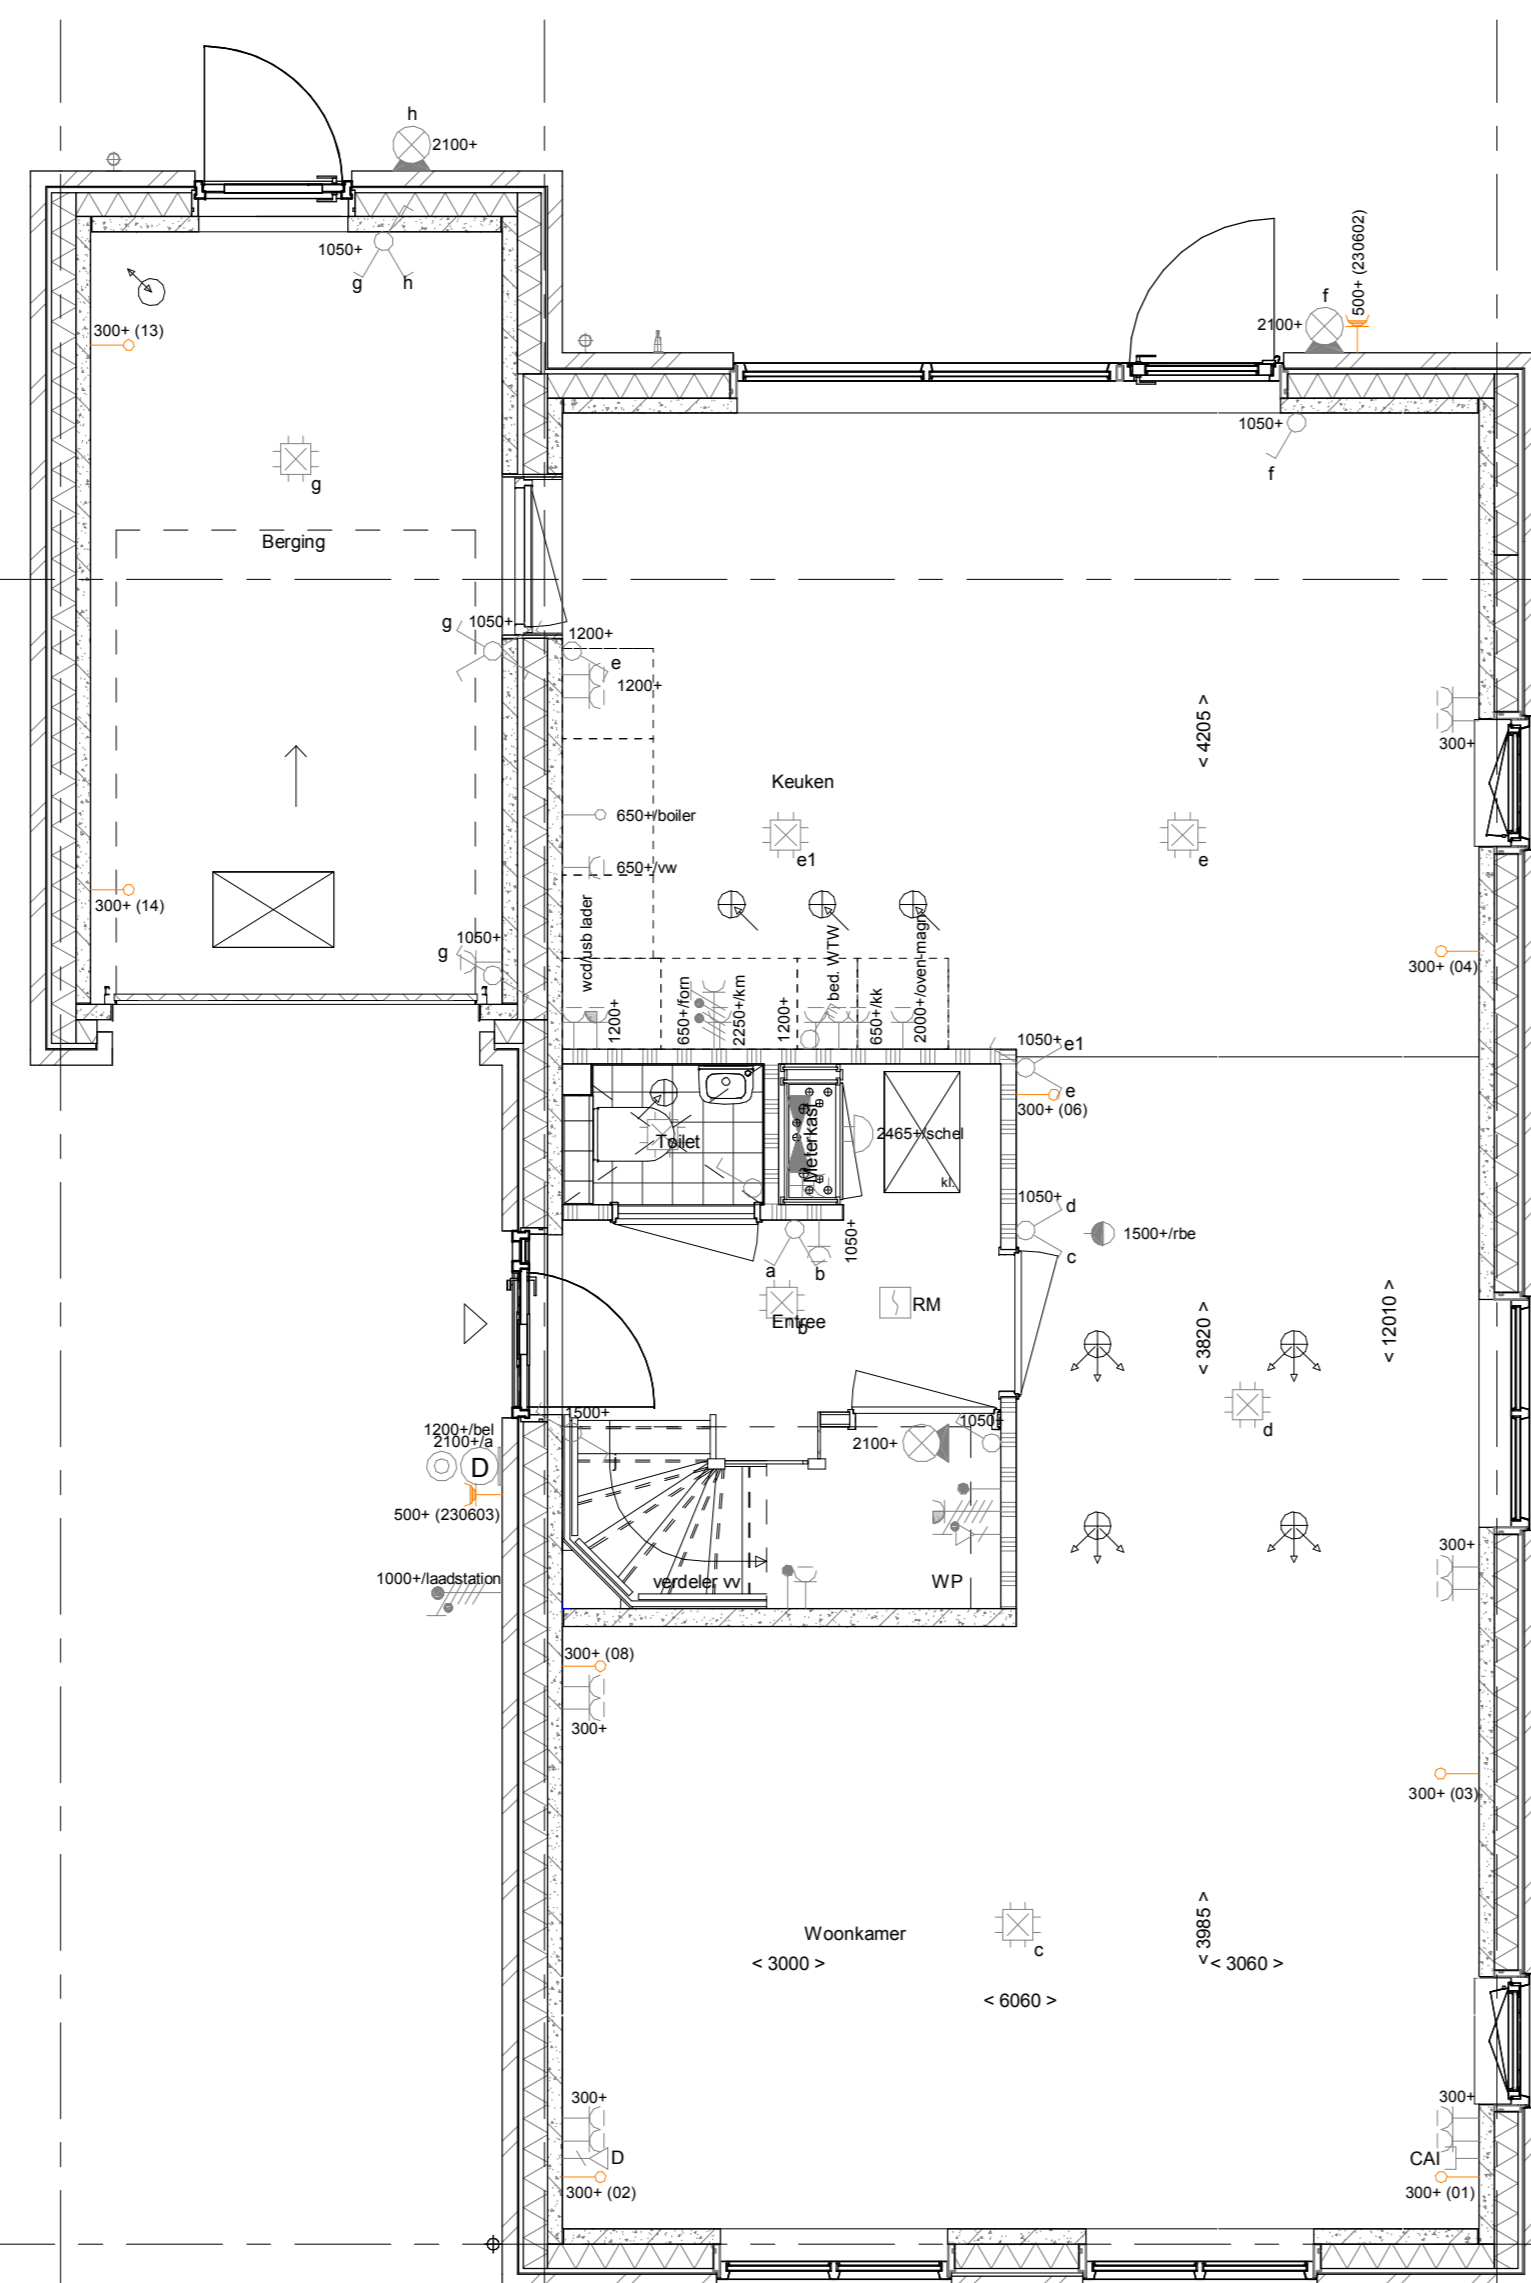 h
2100+
500+ (230602)
1050+
g
h
f
2100+
300+ (13)
1050+
f
g
Berging
g
1050+
1200+
e
1200+
< 4205 >
300+
Keuken
650+/boiler
e1
e
650+/vw
300+ (14)
wcd/usb lader
bed. WTW
2000+/oven-magn
1050+
g
300+ (04)
1200+
650+/forn
2250+/km
1200+
650+/kk
1050+
e1
e
300+ (06)
Toilet
Meterkast
2465+/schel
kl.
1050+
d
1050+
1500+/rbe
c
a
b
RM
Entree
b
< 3820 >
< 12010 >
d
1500+
1050+
1200+/bel
2100+/a
2100+
D
j
500+ (230603)
300+
1000+/laadstation
verdeler vv
WP
300+ (08)
300+
300+ (03)
Woonkamer
c
< 3985 >
< 3000 >
< 3060 >
< 6060 >
300+
300+
D
CAI
300+ (02)
300+ (01)